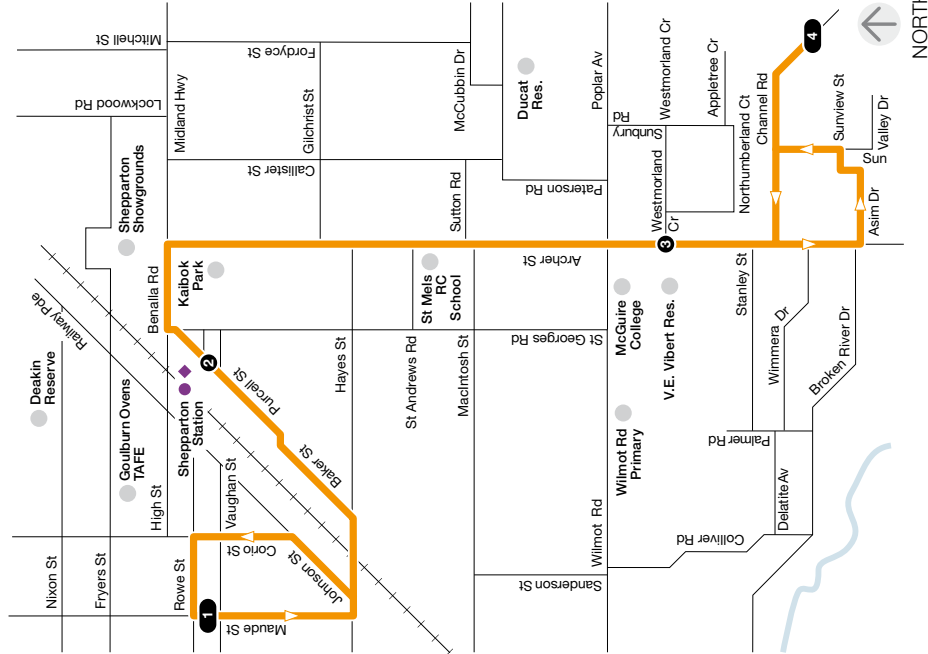 Mitchell St
Lockwood Rd
Fordyce St
Midland Hwy
Gilchrist St
McCubbin Dr
Callister St
Ducat
Res.
Poplar Av
Sunbury
Rd
Westmorland Cr
Appletree Cr
Northumberland Ct
Channel Rd
4
NORTH
Sunview St
Valley Dr
Sun
Asim Dr
Shepparton
Showgrounds
Sutton Rd
Paterson Rd
Westmorland
Cr
3
Railway Pde
Benalla Rd
Kaibok
Park
Archer St
St Mels
RC
School
Stanley St
Deakin
Reserve
Goulburn Ovens
TAFE
Shepparton
Station
2
Purcell St
Hayes St
St Andrews Rd
MacIntosh St
St Georges Rd
McGuire
College
V.E. Vibert Res.
Wimmera Dr
Broken River Dr
High St
Vaughan St
Baker St
Wilmot Rd
Primary
Palmer Rd
Delatite Av
Nixon St
Fryers St
Rowe St
Corio St
Johnson St
Wilmot Rd
Colliver Rd
Sanderson St
1
Maude St